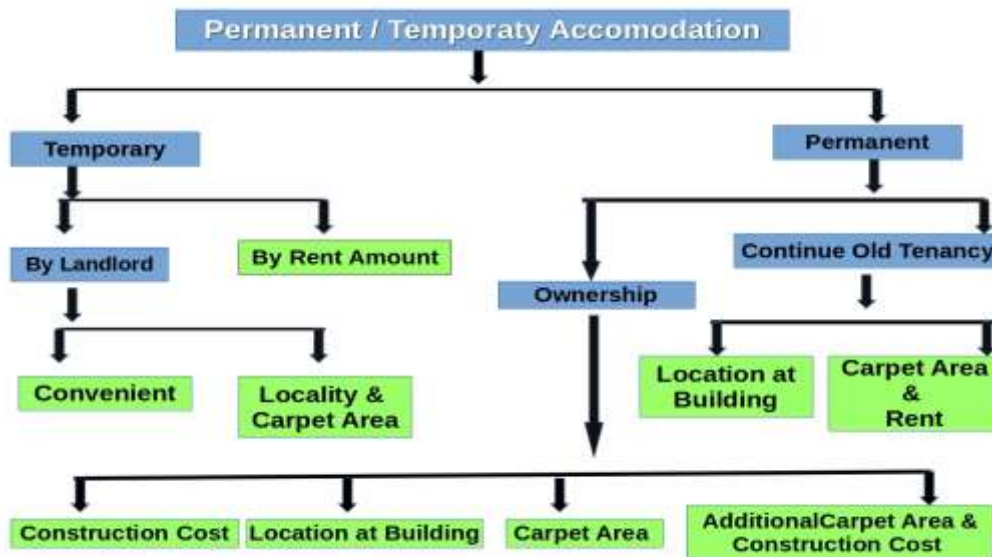 Permanent / Temporaty Accomodation
Temporary
Permanent
By Landlord
By Rent Amount
Ownership
Continue Old Tenancy
Convenient
Locality &
Carpet Area
Location at
Building
Carpet Area
&
Rent
Construction Cost
Location at Building
Carpet Area
AdditionalCarpet Area &
Construction Cost